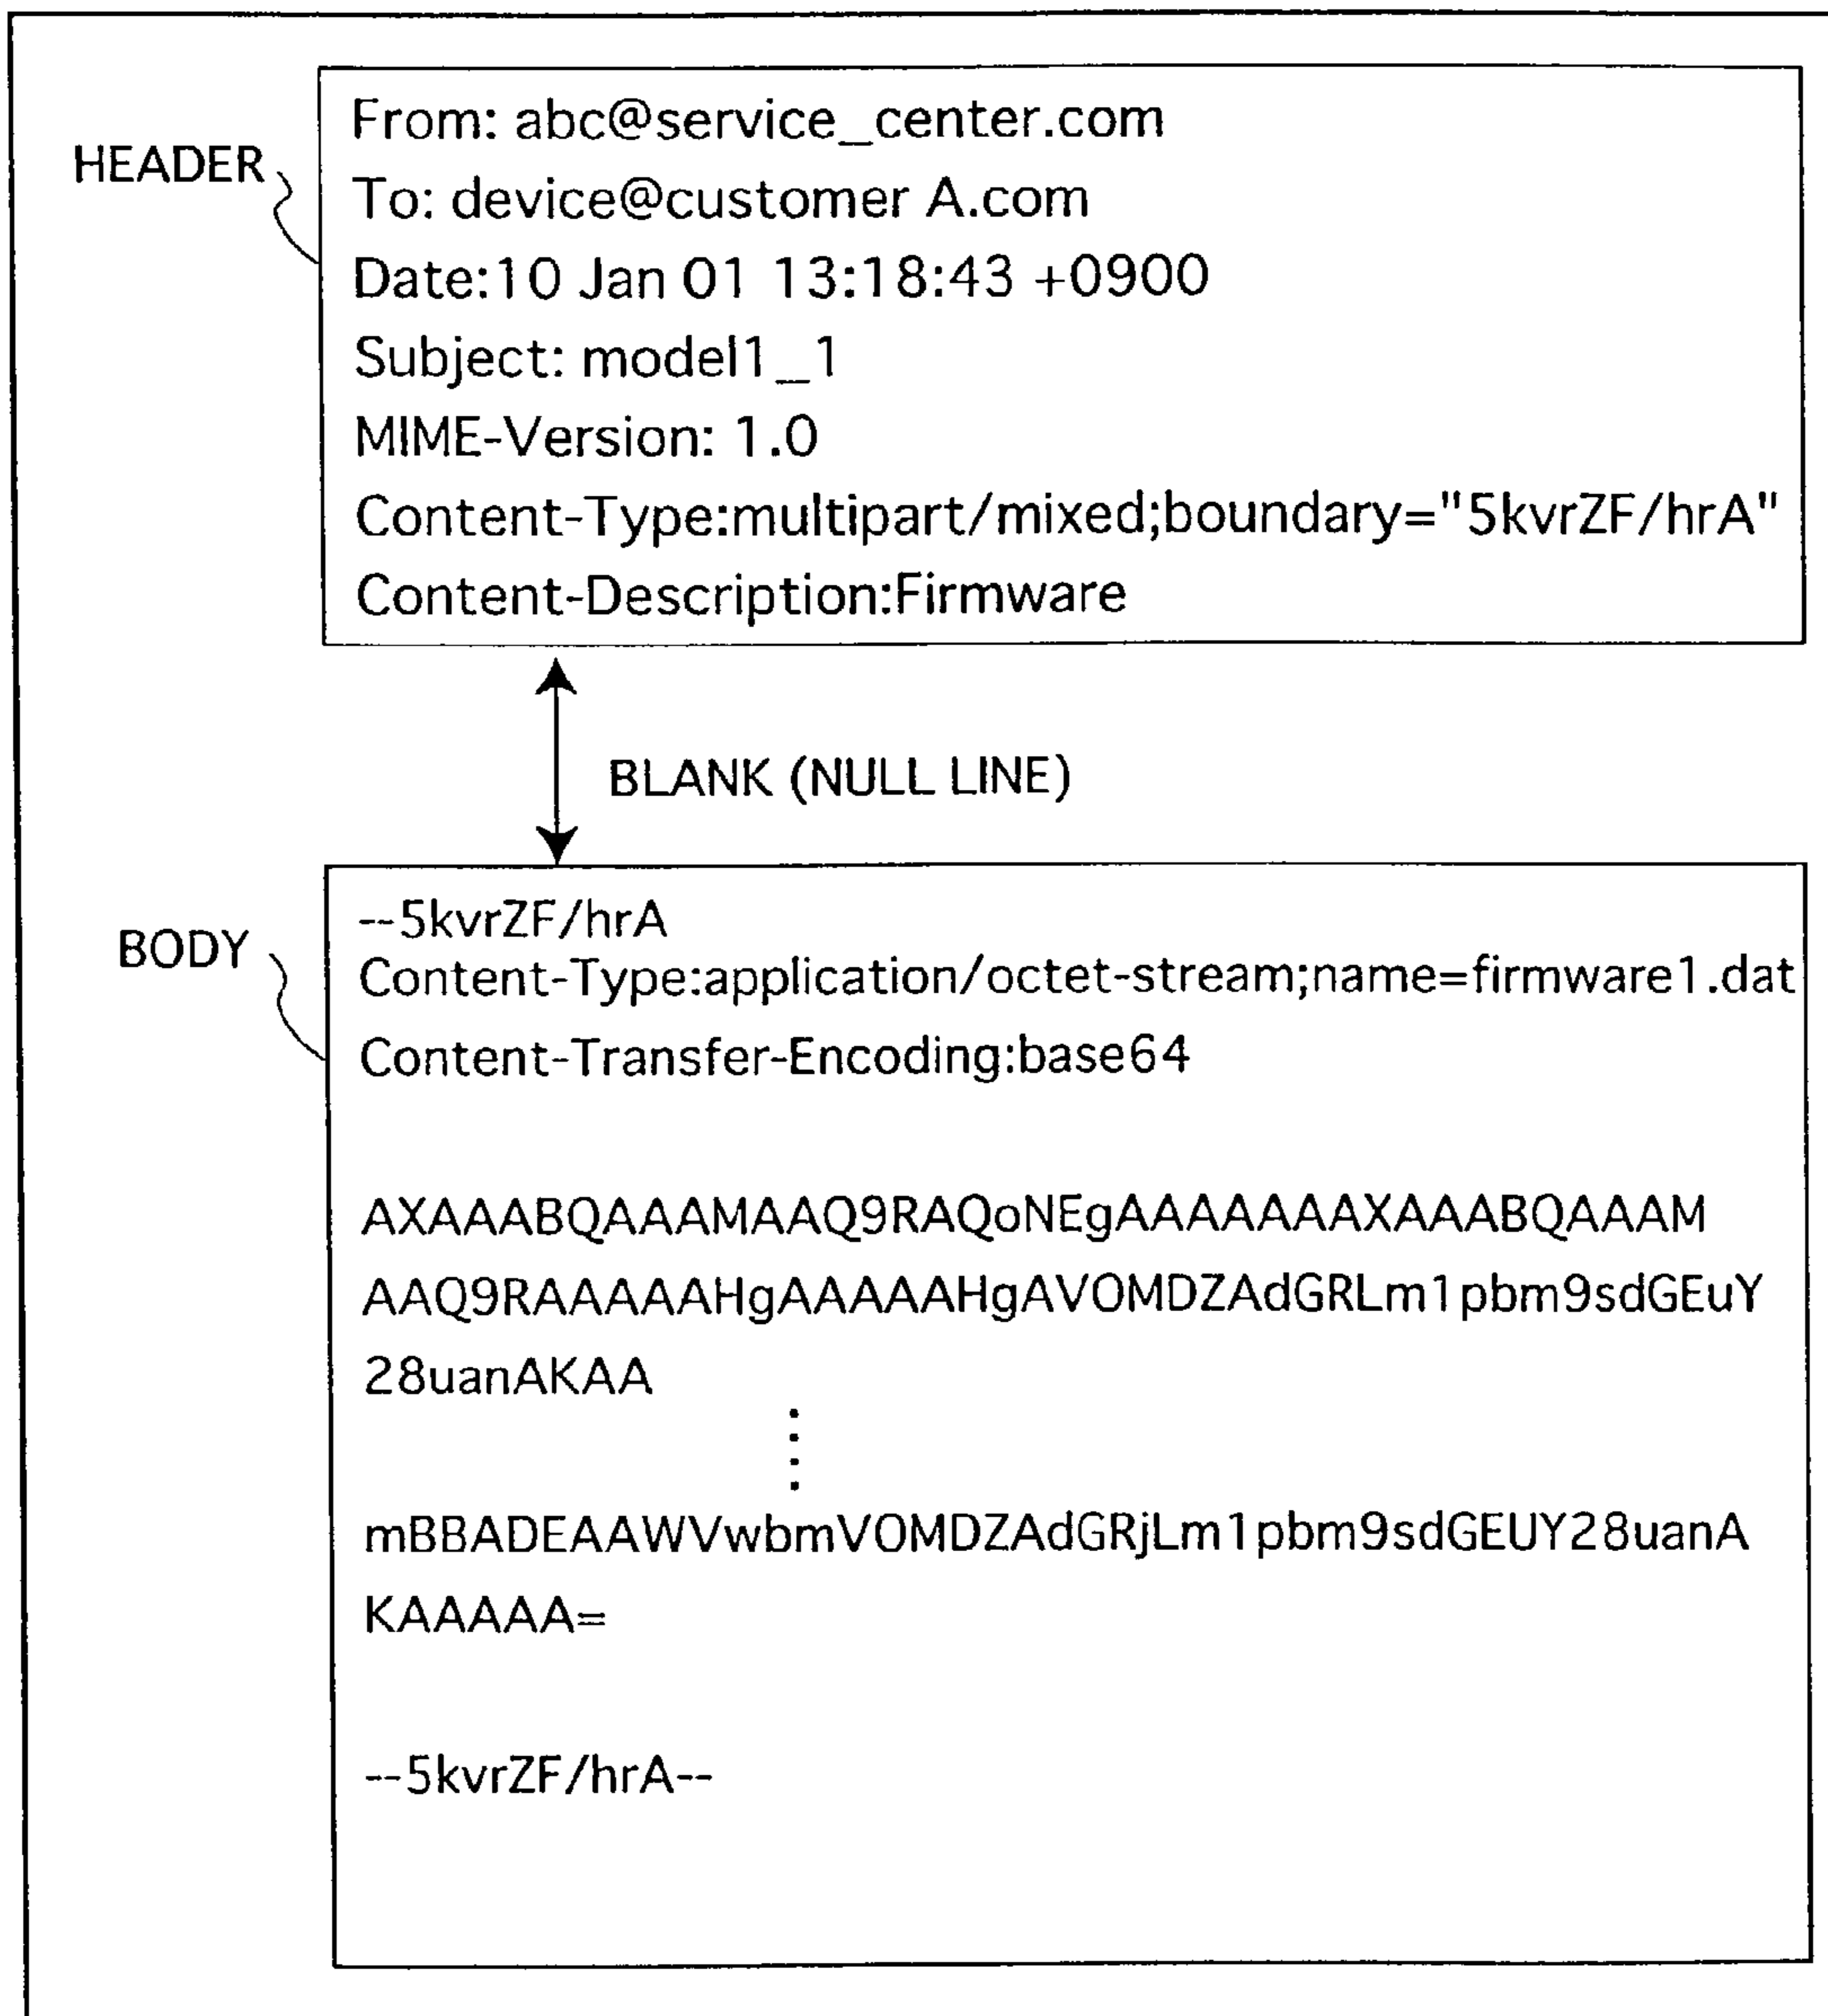 HEADER
From: abc@service_center.com
To: device@customer A.com
Date:10 Jan 01 13:18:43 +0900
Subject: model1_1
MIME-Version: 1.0
Content-Type:multipart/mixed;boundary="5kvrZF/hrA"
Content-Description:Firmware
BLANK (NULL LINE)
BODY
--5kvrZF/hrA
Content-Type:application/octet-stream;name=firmware1.dat
Content-Transfer-Encoding:base64
AXAAABQAAAMAAQ9RAQoNEgAAAAAAAXAAABQAAAM
AAQ9RAAAAAHgAAAAAHgAVOMDZAdGRLm1pbm9sdGEuY
28uanAKAA
mBBADEAAWVwbmVOMDZAdGRjLm1pbm9sdGEUY28uanA
KAAAAA=
--5kvrZF/hrA--